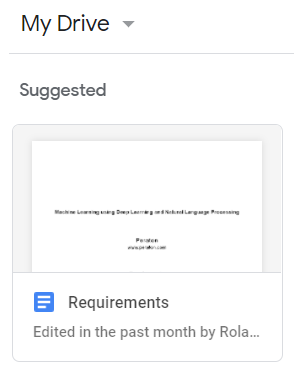 My Drive
Suggested
Machine Learning using Deep Learning and Natural Language Processing
Peraton
www.peraton.com
Requirements
Edited in the past month by Rola...